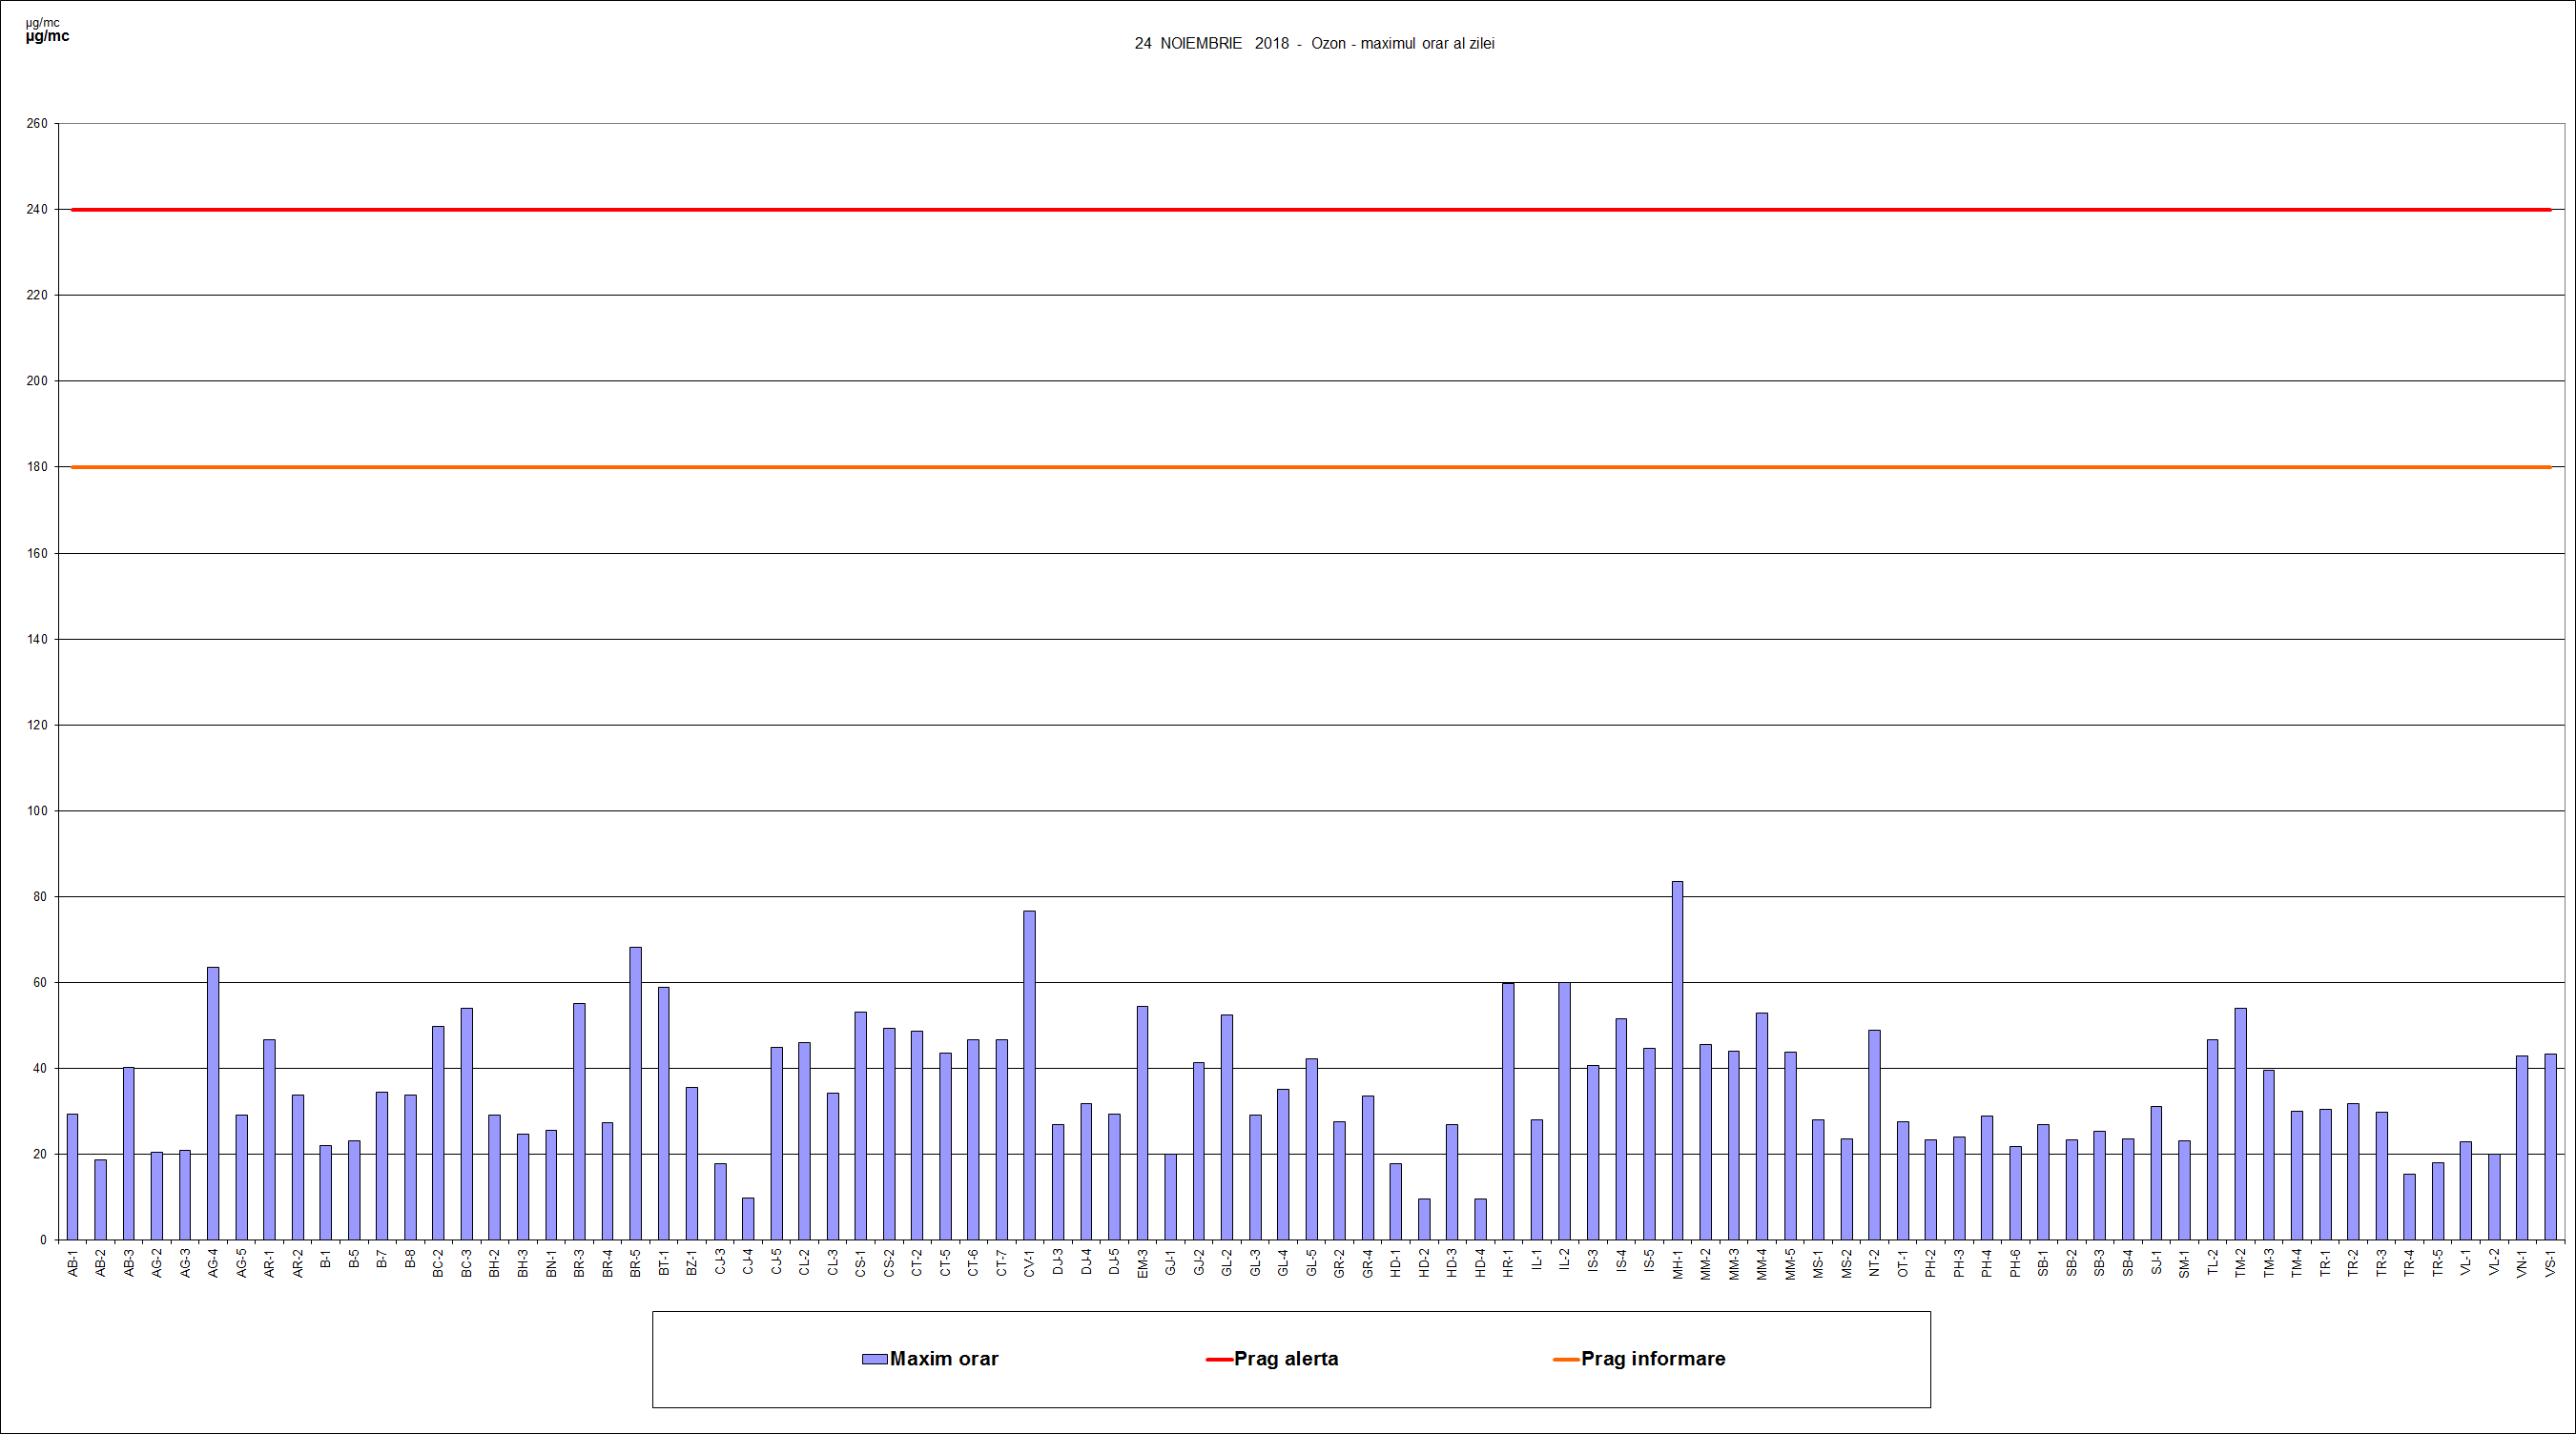 µg/mc
µg/mc
24 NOIEMBRIE 2018 - Ozon - maximul orar al zilei
260
240
220
200
180
160
140
120
100
80
60
40
20
0
AB-1 AB-2 AB-3 AG-2 AG-3 AG-4 AG-5 AR-1 AR-2 B-1 B-5 B-7 B-8 BC-2 BC-3 BH-2 BH-3 BN-1 BR-3 BR-4 BR-5 BT-1 BZ-1 CJ-3 CJ-4 CJ-5 CL-2 CL-3 CS-1 CS-2 CT-2 CT-5 CT-6 CT-7 CV-1 DJ-3 DJ-4 DJ-5 EM-3 GJ-1 GJ-2 GL-2 GL-3 GL-4 GL-5 GR-2 GR-4 HD-1 HD-2 HD-3 HD-4 HR-1 IL-1 IL-2 IS-3 IS-4 IS-5 MH-1 MM-2 MM-3 MM-4 MM-5 MS-1 MS-2 NT-2 OT-1 PH-2 PH-3 PH-4 PH-6 SB-1 SB-2 SB-3 SB-4 SJ-1 SM-1 TL-2 TM-2 TM-3 TM-4 TR-1 TR-2 TR-3 TR-4 TR-5 VL-1 VL-2 VN-1 VS-1
Maxim orar Prag alerta Prag informare